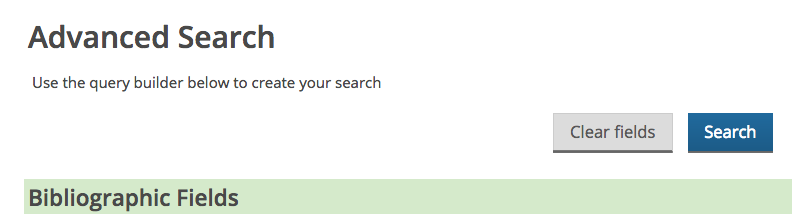 Advanced Search
Use the query builder below to create your search
Clear fields Search
Bibliographic Fields